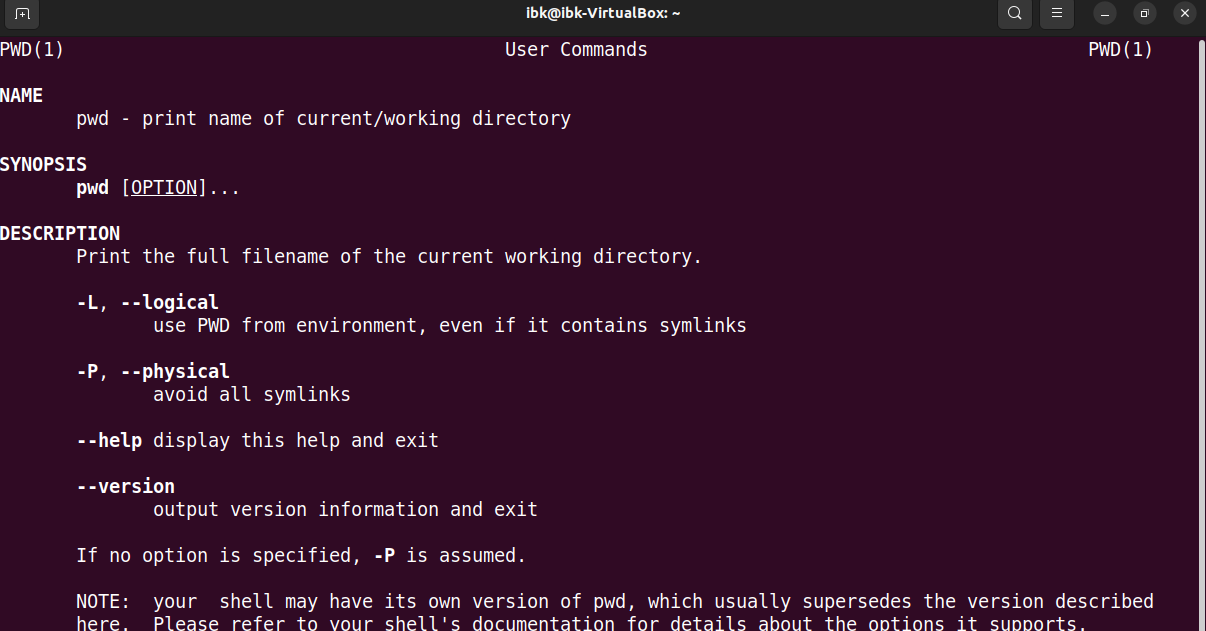 ibk@ibk-VirtualBox: ~
PWD(1) User Commands PWD(1)
NAME
pwd - print name of current/working directory
SYNOPSIS
pwd [OPTION]...
DESCRIPTION
Print the full filename of the current working directory.
-L, --logical
use PWD from environment, even if it contains symlinks
-P, --physical
avoid all symlinks
--help display this help and exit
--version
output version information and exit
If no option is specified, -P is assumed.
NOTE: your shell may have its own version of pwd, which usually supersedes the version described
here. Please refer to your shell's documentation for details about the options it supports.